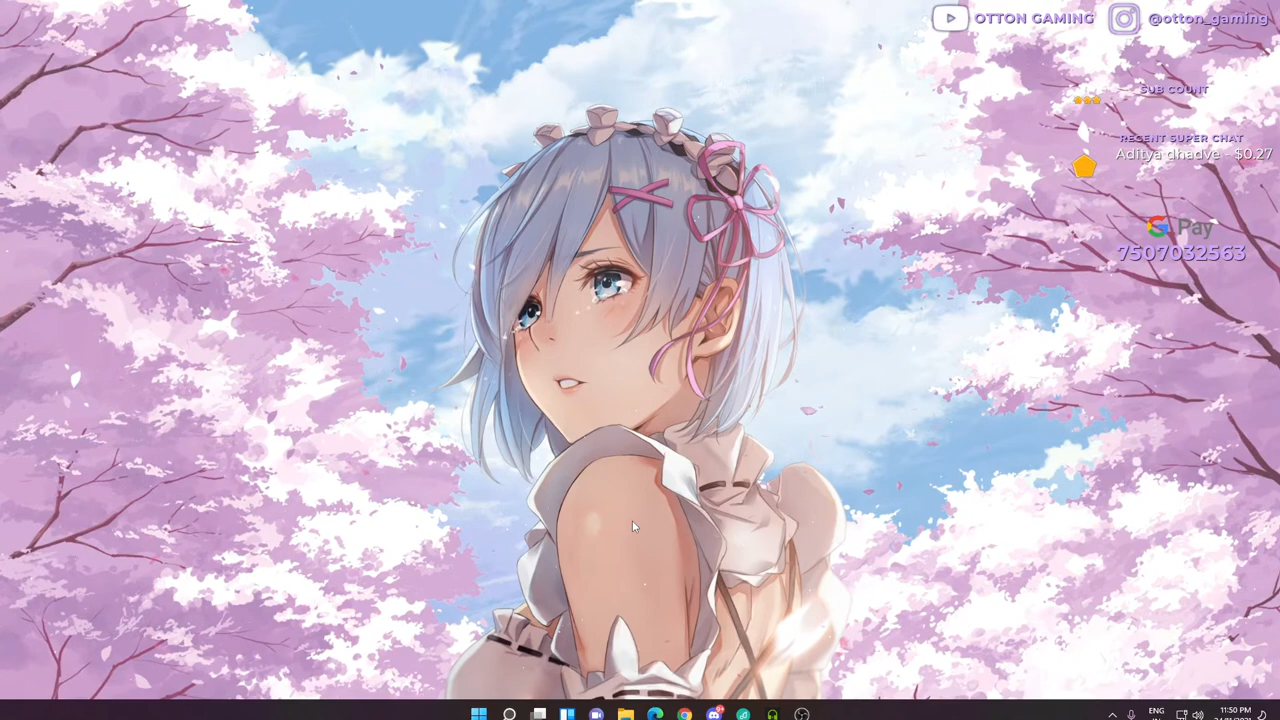 OTTON GAMING
@otton_gaming
SUB COUNT
***
RECENT SUPER CHAT
Aditya dhadve - $0.27
G Pay
7507032563
ENG
11:50 PM